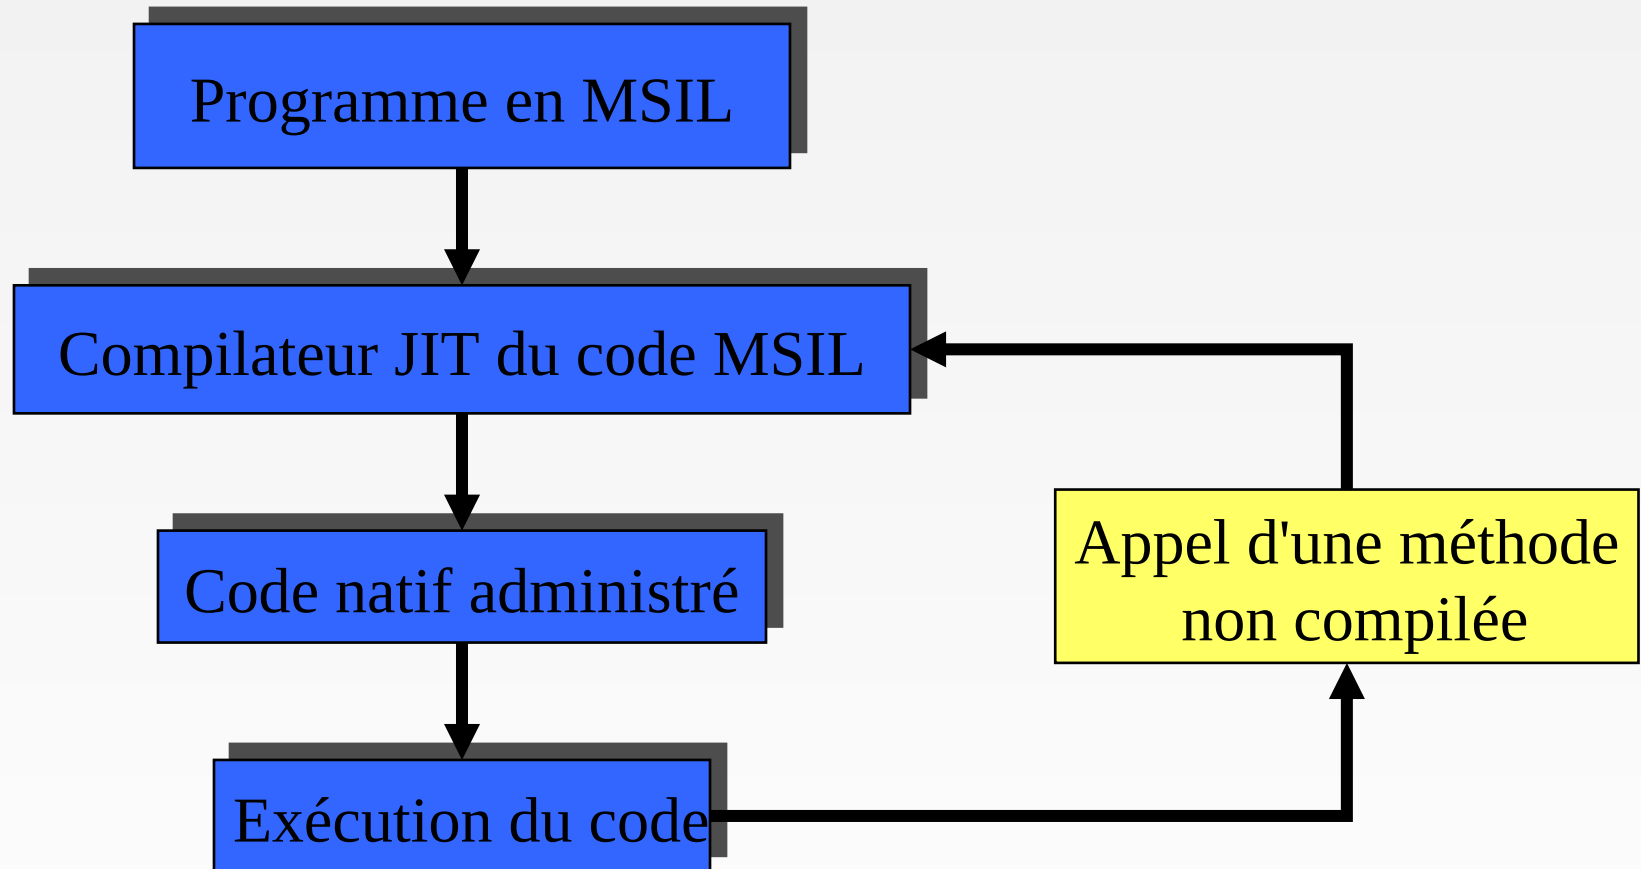 Programme en MSIL
Compilateur JIT du code MSIL
Code natif administré
Appel d'une méthode
non compilée
Exécution du code